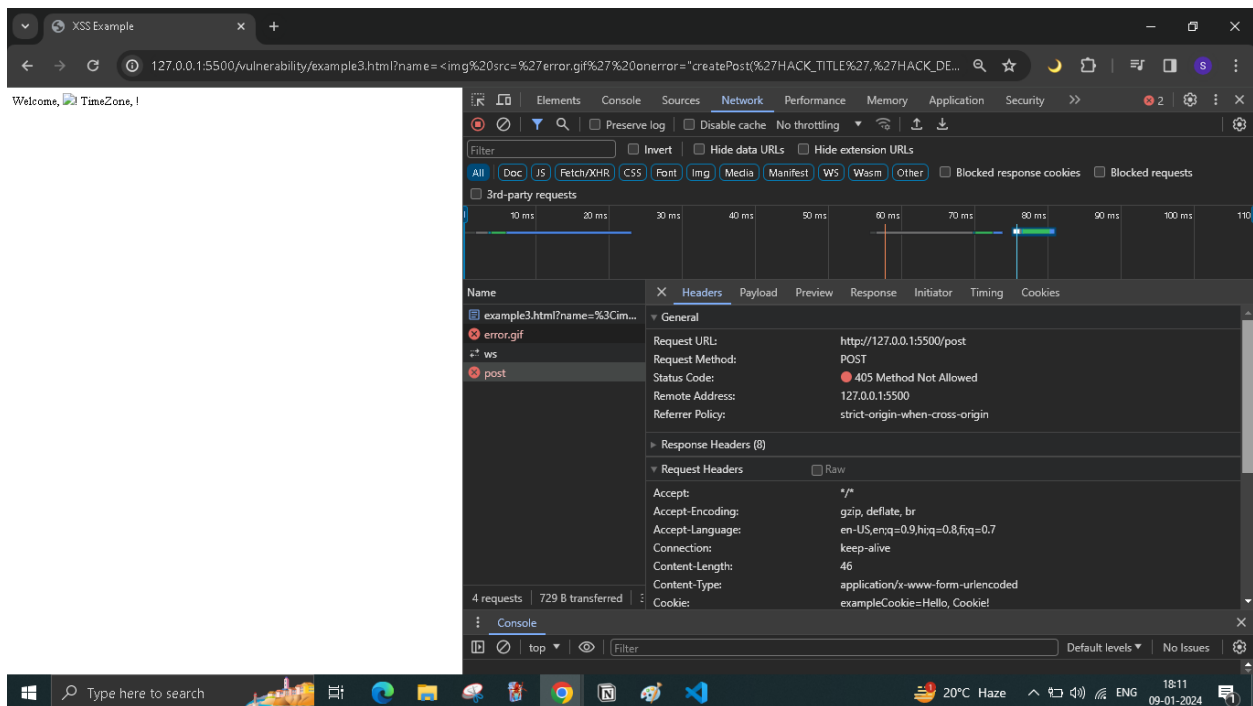 XSS Example
127.0.0.1:5500/vulnerability/example3.html?name=<img%20src=%27error.gif%27%20onerror="createPost(%27HACK_TITLE%27,%27HACK_DE...
S
Welcome, ! TimeZone, !
Elements Console Sources Network Performance Memory Application Security >> 2
Preserve log Disable cache No throttling
Filter Invert Hide data URLs Hide extension URLs
All Doc JS Fetch/XHR CSS Font Img Media Manifest WS Wasm Other Blocked response cookies Blocked requests
3rd-party requests
10 ms 20 ms 30 ms 40 ms 50 ms 60 ms 70 ms 80 ms 90 ms 100 ms 110
Name
example3.html?name=%3Cim...
error.gif
ws
post
4 requests 729 B transferred
Headers Payload Preview Response Initiator Timing Cookies
General
Request URL: http://127.0.0.1:5500/post
Request Method: POST
Status Code: 405 Method Not Allowed
Remote Address: 127.0.0.1:5500
Referrer Policy: strict-origin-when-cross-origin
Response Headers (8)
Request Headers Raw
Accept: */*
Accept-Encoding: gzip, deflate, br
Accept-Language: en-US,en;q=0.9,hi;q=0.8,fi;q=0.7
Connection: keep-alive
Content-Length: 46
Content-Type: application/x-www-form-urlencoded
Cookie: exampleCookie=Hello, Cookie!
Console
top Filter Default levels No Issues
Type here to search
20°C Haze ENG
18:11
09-01-2024
1